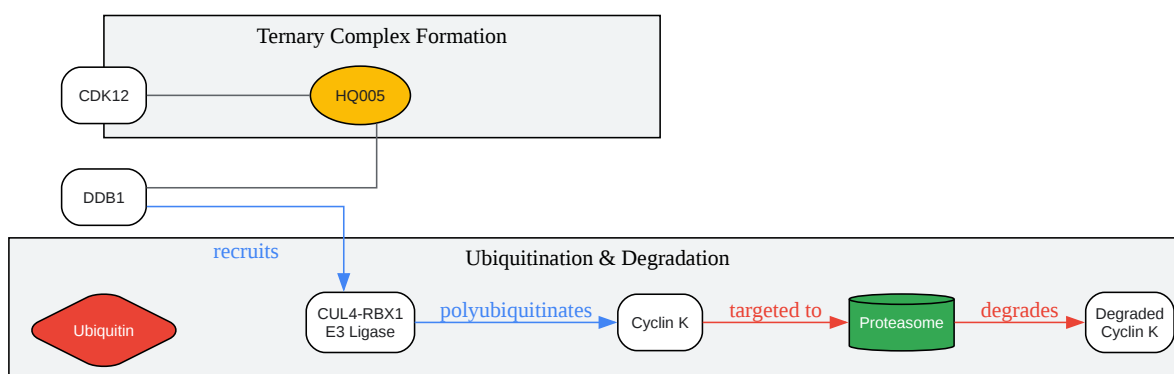 Ternary Complex Formation
CDK12
HQ005
DDB1
recruits
Ubiquitination & Degradation
Ubiquitin
CUL4-RBX1
E3 Ligase
polyubiquitinates
Cyclin K
targeted to
Proteasome
degrades
Degraded
Cyclin K